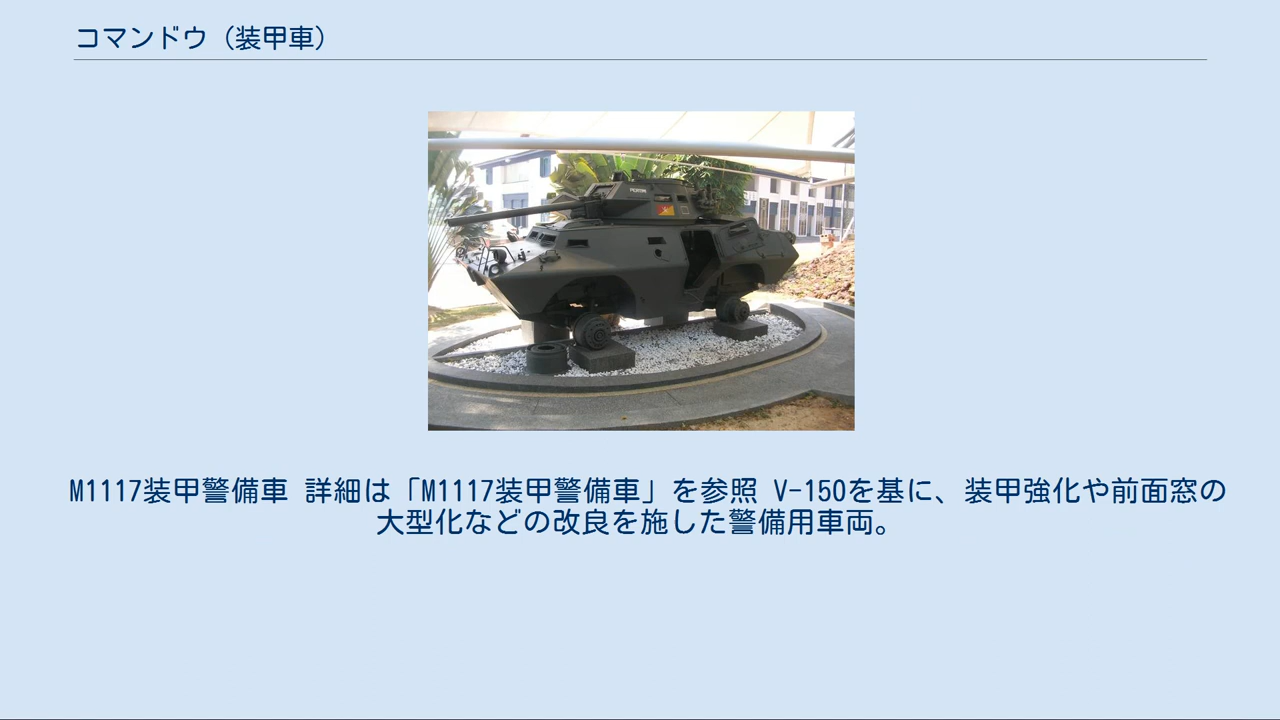 コマンドウ（装甲車）
M1117装甲警備車 詳細は「M1117装甲警備車」を参照 V-150を基に、装甲強化や前面窓の
大型化などの改良を施した警備用車両。